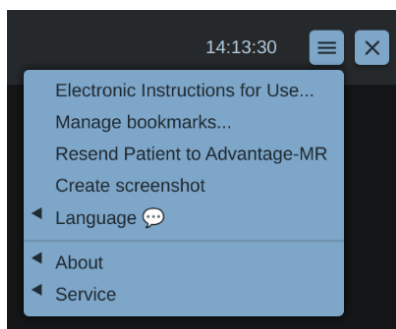 14:13:30
Electronic Instructions for Use...
Manage bookmarks...
Resend Patient to Advantage-MR
Create screenshot
Language 💬
About
Service